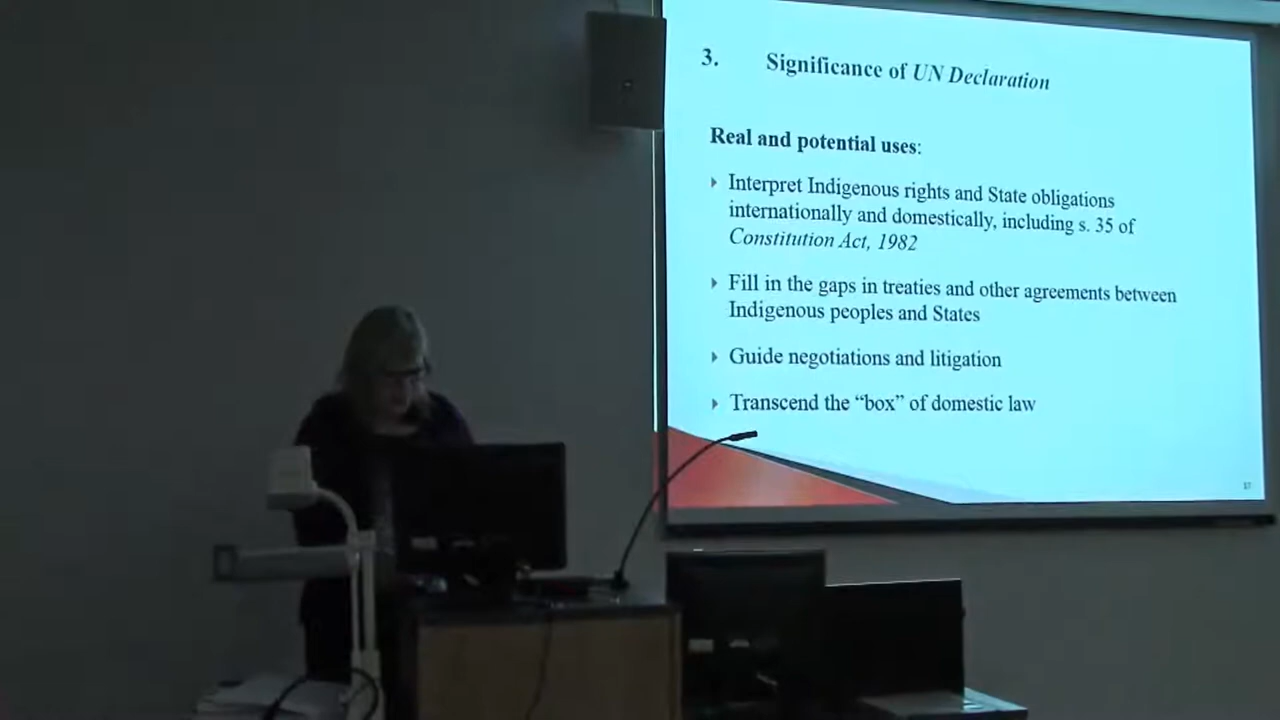 3. Significance of UN Declaration
Real and potential uses:
Interpret Indigenous rights and State obligations
internationally and domestically, including s. 35 of
Constitution Act, 1982
Fill in the gaps in treaties and other agreements between
Indigenous peoples and States
Guide negotiations and litigation
Transcend the “box” of domestic law